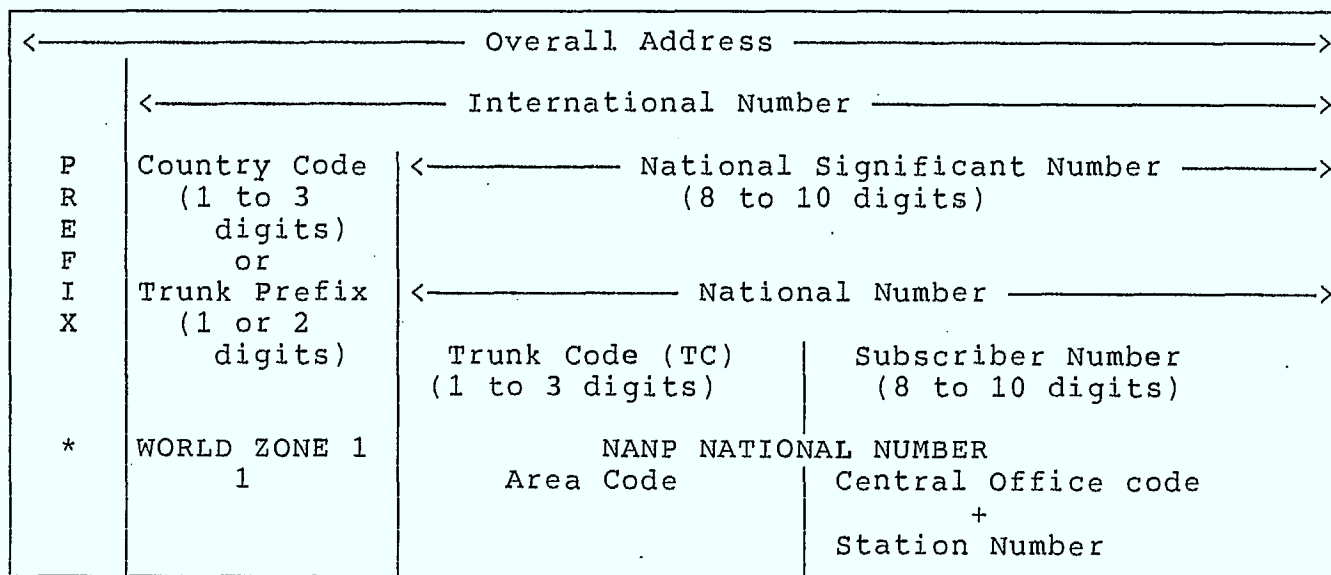 Overall Address
International Number
P Country Code National Significant Number
R (1 to 3 (8 to 10 digits)
E digits)
F or
I Trunk Prefix National Number
X (1 or 2
digits) Trunk Code (TC) Subscriber Number
(1 to 3 digits) (8 to 10 digits)
* WORLD ZONE 1 NANP NATIONAL NUMBER
1 Area Code Central Office code
+
Station Number